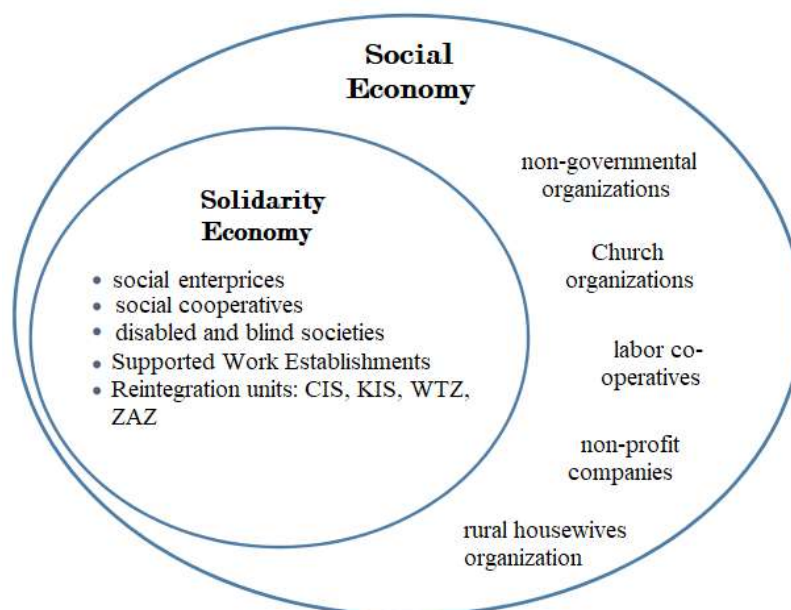 Social
Economy
non-governmental
organizations
Solidarity
Economy
Church
organizations
• social enterprices
• social cooperatives
• disabled and blind societies
• Supported Work Establishments
• Reintegration units: CIS, KIS, WTZ,
ZAZ
labor co-
operatives
non-profit
companies
rural housewives
organization